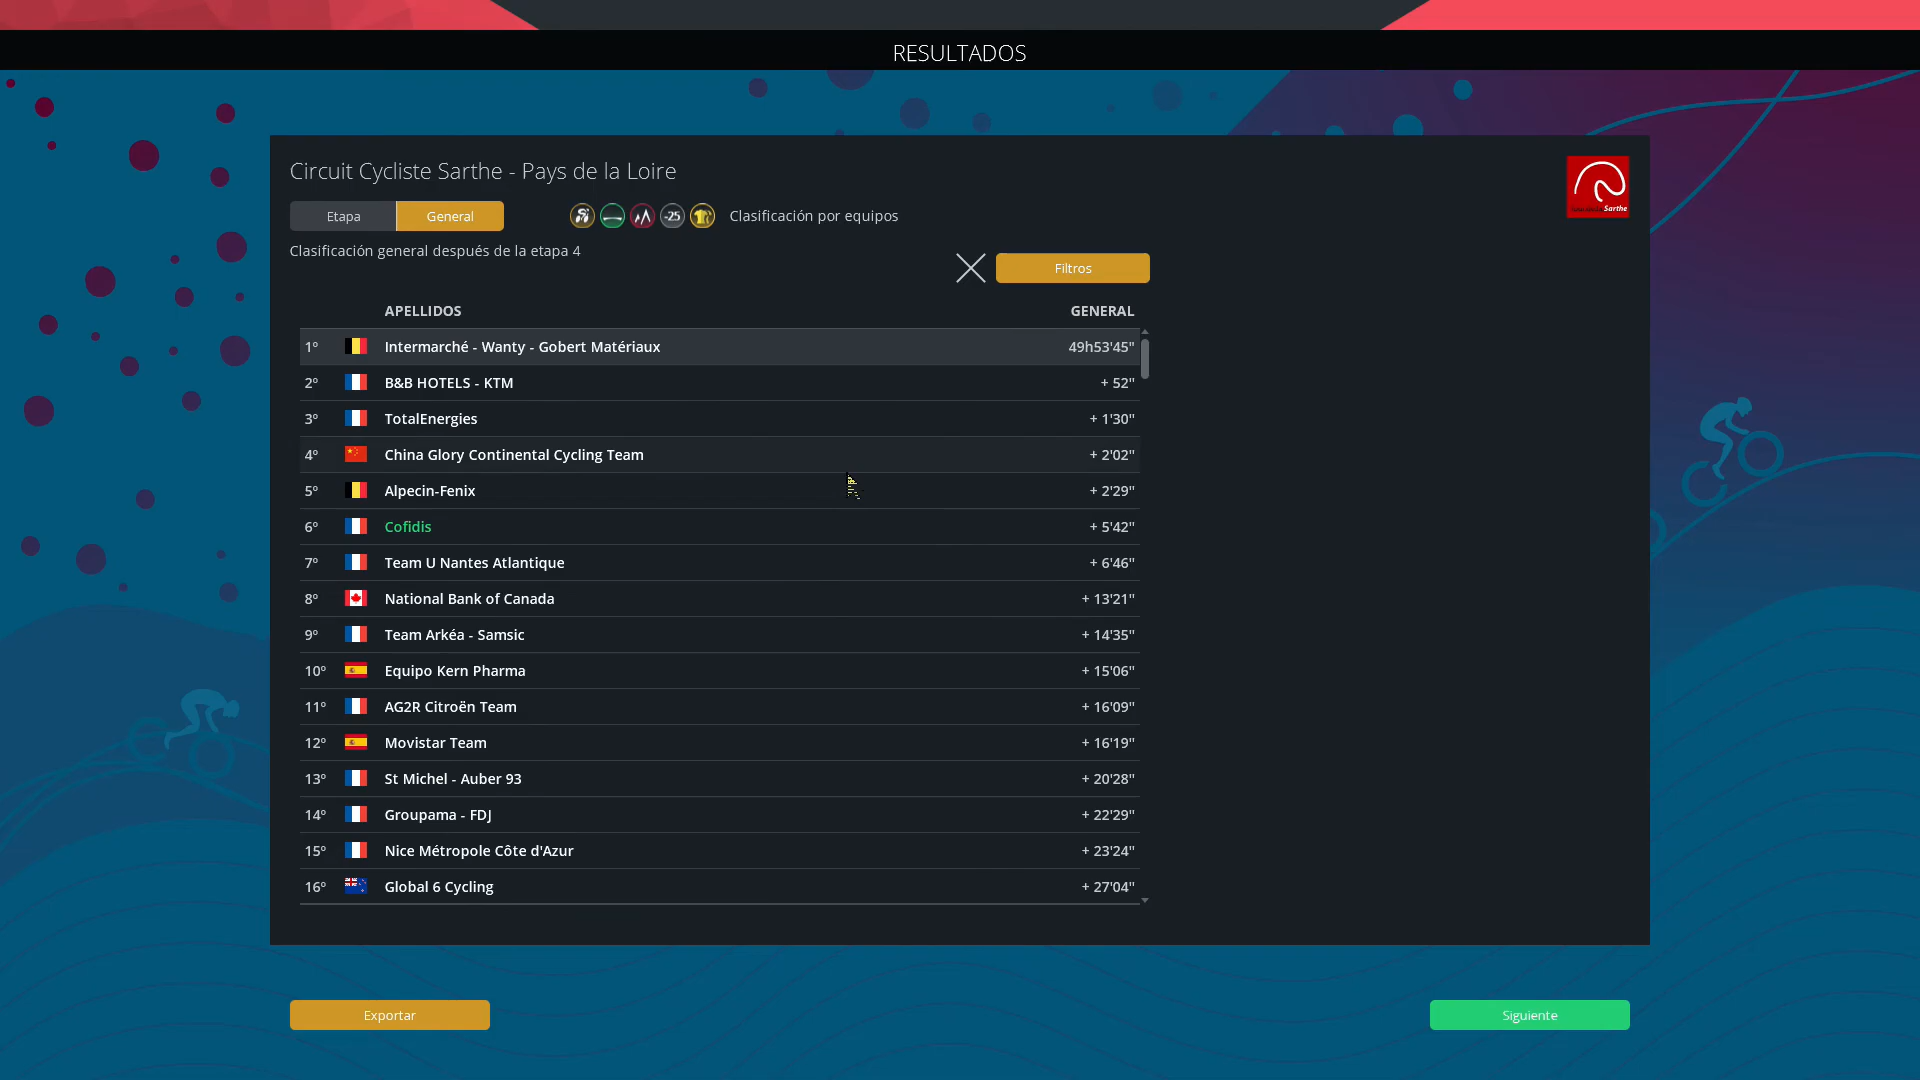 RESULTADOS
Circuit Cycliste Sarthe - Pays de la Loire
Sarthe
Etapa General -25 Clasificación por equipos
Clasificación general después de la etapa 4
Filtros
APELLIDOS GENERAL
1º Intermarché - Wanty - Gobert Matériaux 49h53'45''
2º B&B HOTELS - KTM + 52''
3º TotalEnergies + 1'30''
4º China Glory Continental Cycling Team + 2'02''
5º Alpecin-Fenix + 2'29''
6º Cofidis + 5'42''
7º Team U Nantes Atlantique + 6'46''
8º National Bank of Canada + 13'21''
9º Team Arkéa - Samsic + 14'35''
10º Equipo Kern Pharma + 15'06''
11º AG2R Citroën Team + 16'09''
12º Movistar Team + 16'19''
13º St Michel - Auber 93 + 20'28''
14º Groupama - FDJ + 22'29''
15º Nice Métropole Côte d'Azur + 23'24''
16º Global 6 Cycling + 27'04''
Exportar Siguiente